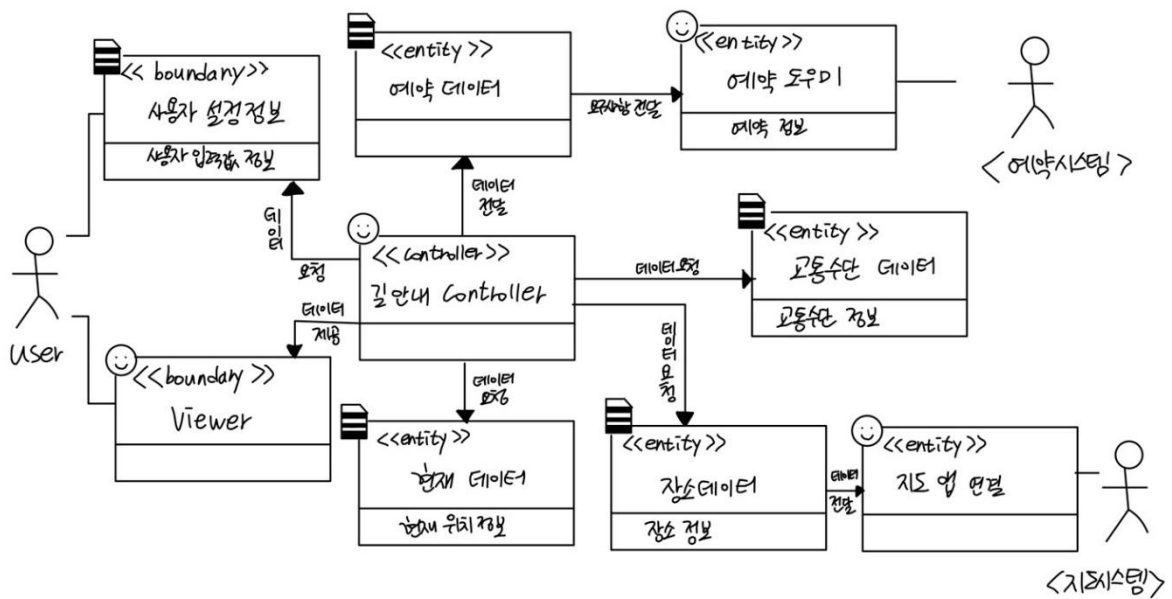 <<boundary>>
사용자 설정정보
사용자 입력값 정보
<<entity>>
예약 데이터
요구사항 전달
<<entity>>
예약 도우미
예약 정보
<예약시스템>
데이터
요청
데이터
전달
<<controller>>
길안내 Controller
데이터요청
<<entity>>
교통수단 데이터
교통수단 정보
User
데이터
제공
<<boundary>>
Viewer
데이터
요청
<<entity>>
현재 데이터
현재 위치정보
데이터 요청
<<entity>>
장소데이터
장소 정보
데이터
전달
<<entity>>
지도 앱 연결
<지도시스템>